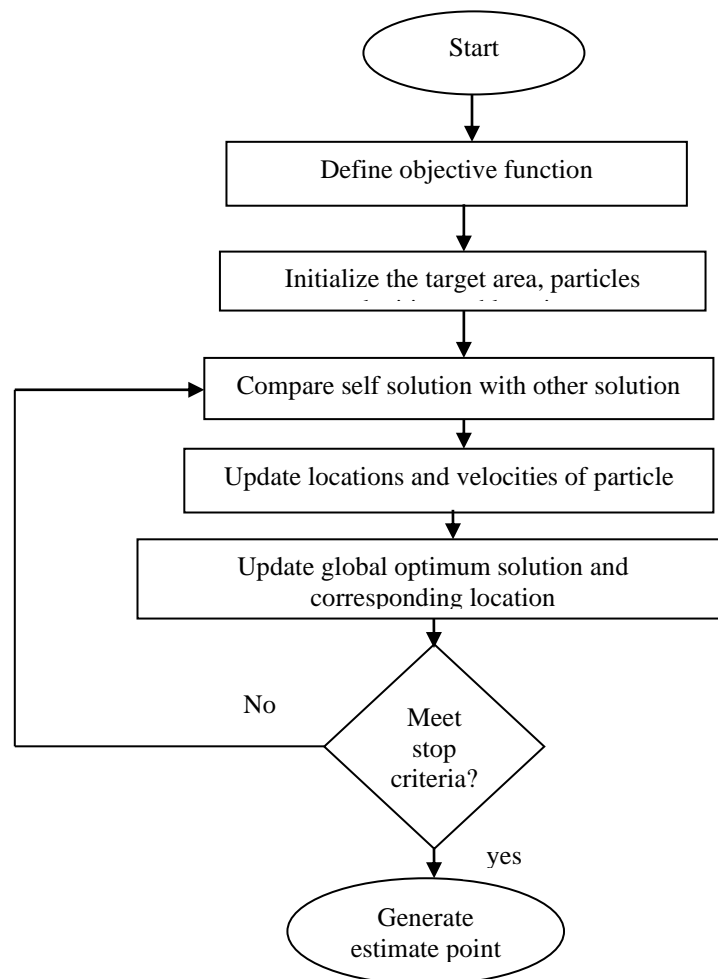 Start
Define objective function
Initialize the target area, particles
Compare self solution with other solution
Update locations and velocities of particle
Update global optimum solution and
corresponding location
No
Meet
stop
criteria?
yes
Generate
estimate point